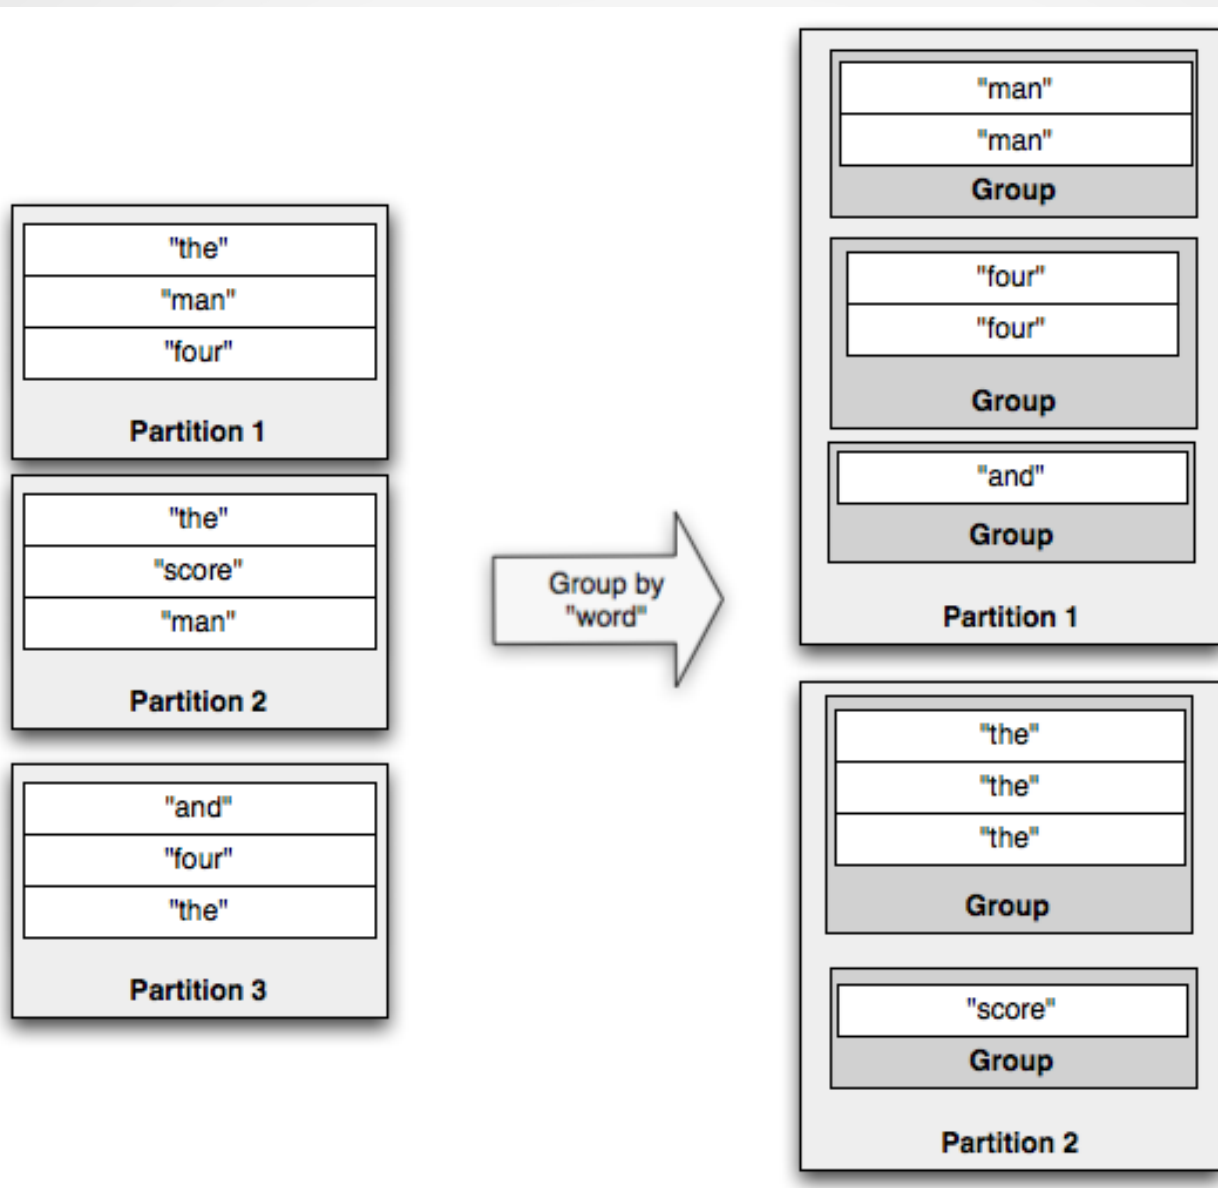 "the"
"man"
"four"
Partition 1
"the"
"score"
"man"
Partition 2
"and"
"four"
"the"
Partition 3
Group by
"word"
"man"
"man"
Group
"four"
"four"
Group
"and"
Group
Partition 1
"the"
"the"
"the"
Group
"score"
Group
Partition 2